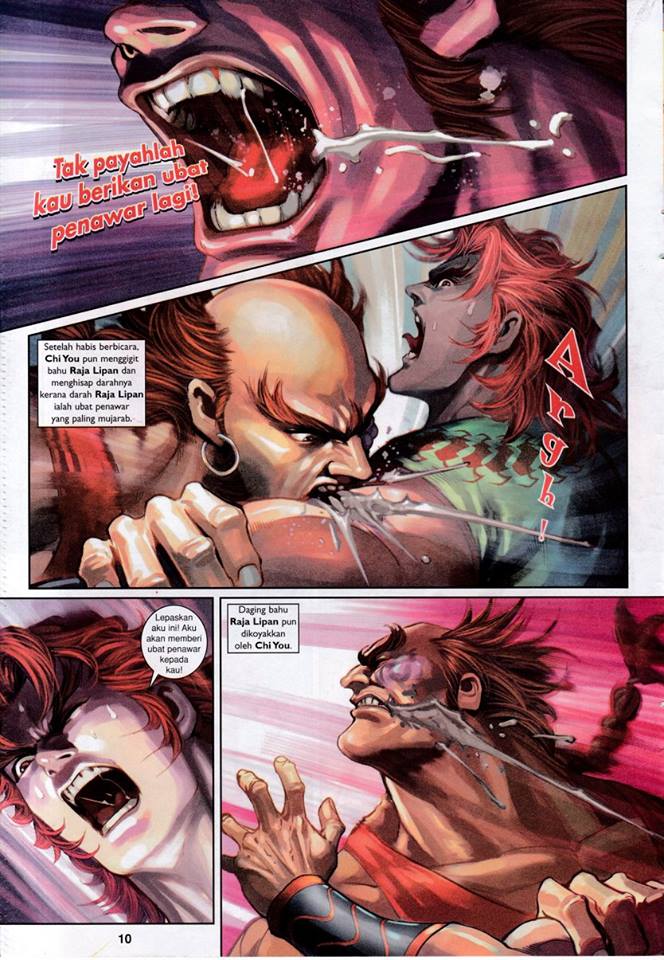 Tak payahlah
kau berikan ubat
penawar lagi!
Setelah habis berbicara,
Chi You pun menggigit
bahu Raja Lipan dan
menghisap darahnya
kerana darah Raja Lipan
ialah ubat penawar
yang paling mujarab.
Argh!
Lepaskan
aku ini! Aku
akan memberi
ubat penawar
kepada
kau!
Daging bahu
Raja Lipan pun
dikoyakkan
oleh Chi You.
10